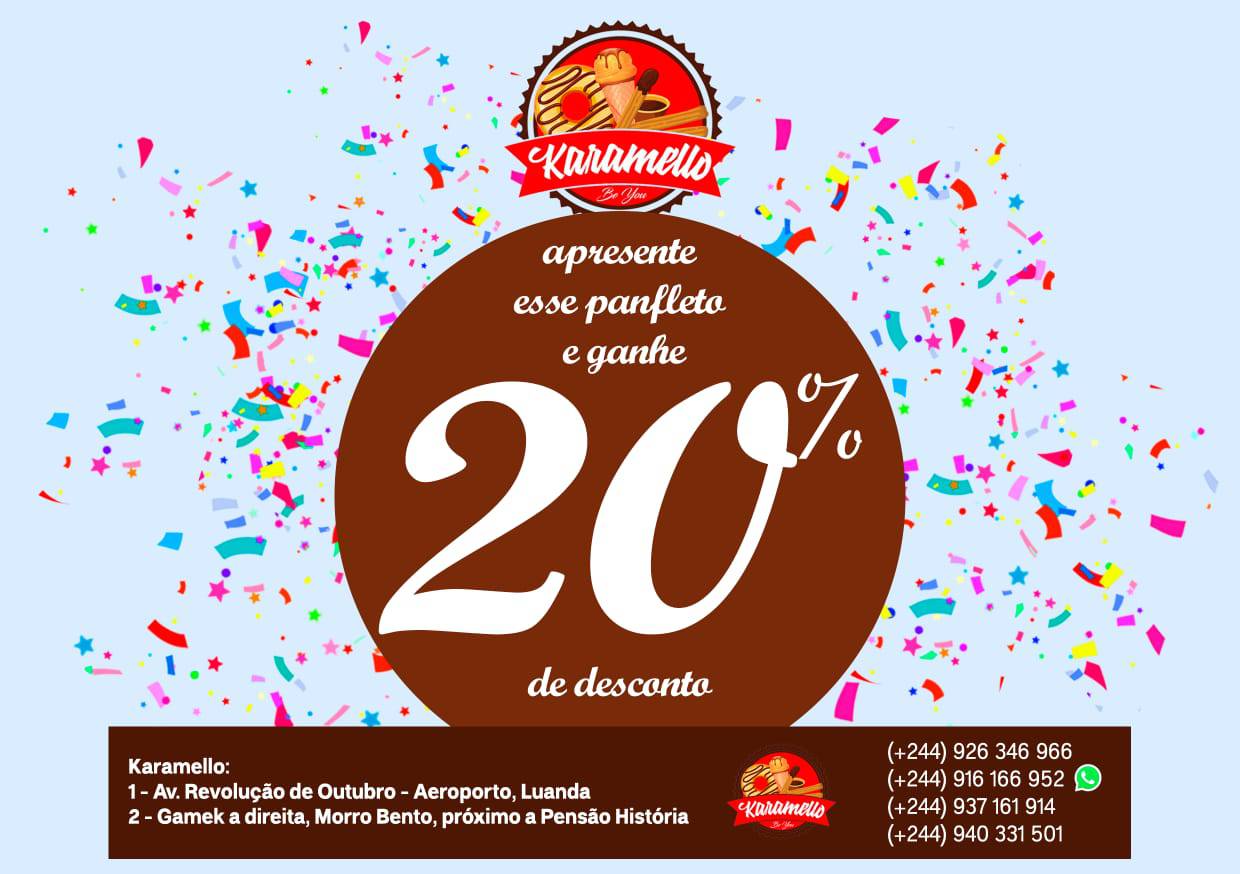 Karamello
Be You
apresente
esse panfleto
e ganhe
20%
de desconto
Karamello:
1 - Av. Revolução de Outubro - Aeroporto, Luanda
2 - Gamek a direita, Morro Bento, próximo a Pensão História
Karamello
Be You
(+244) 926 346 966
(+244) 916 166 952
(+244) 937 161 914
(+244) 940 331 501